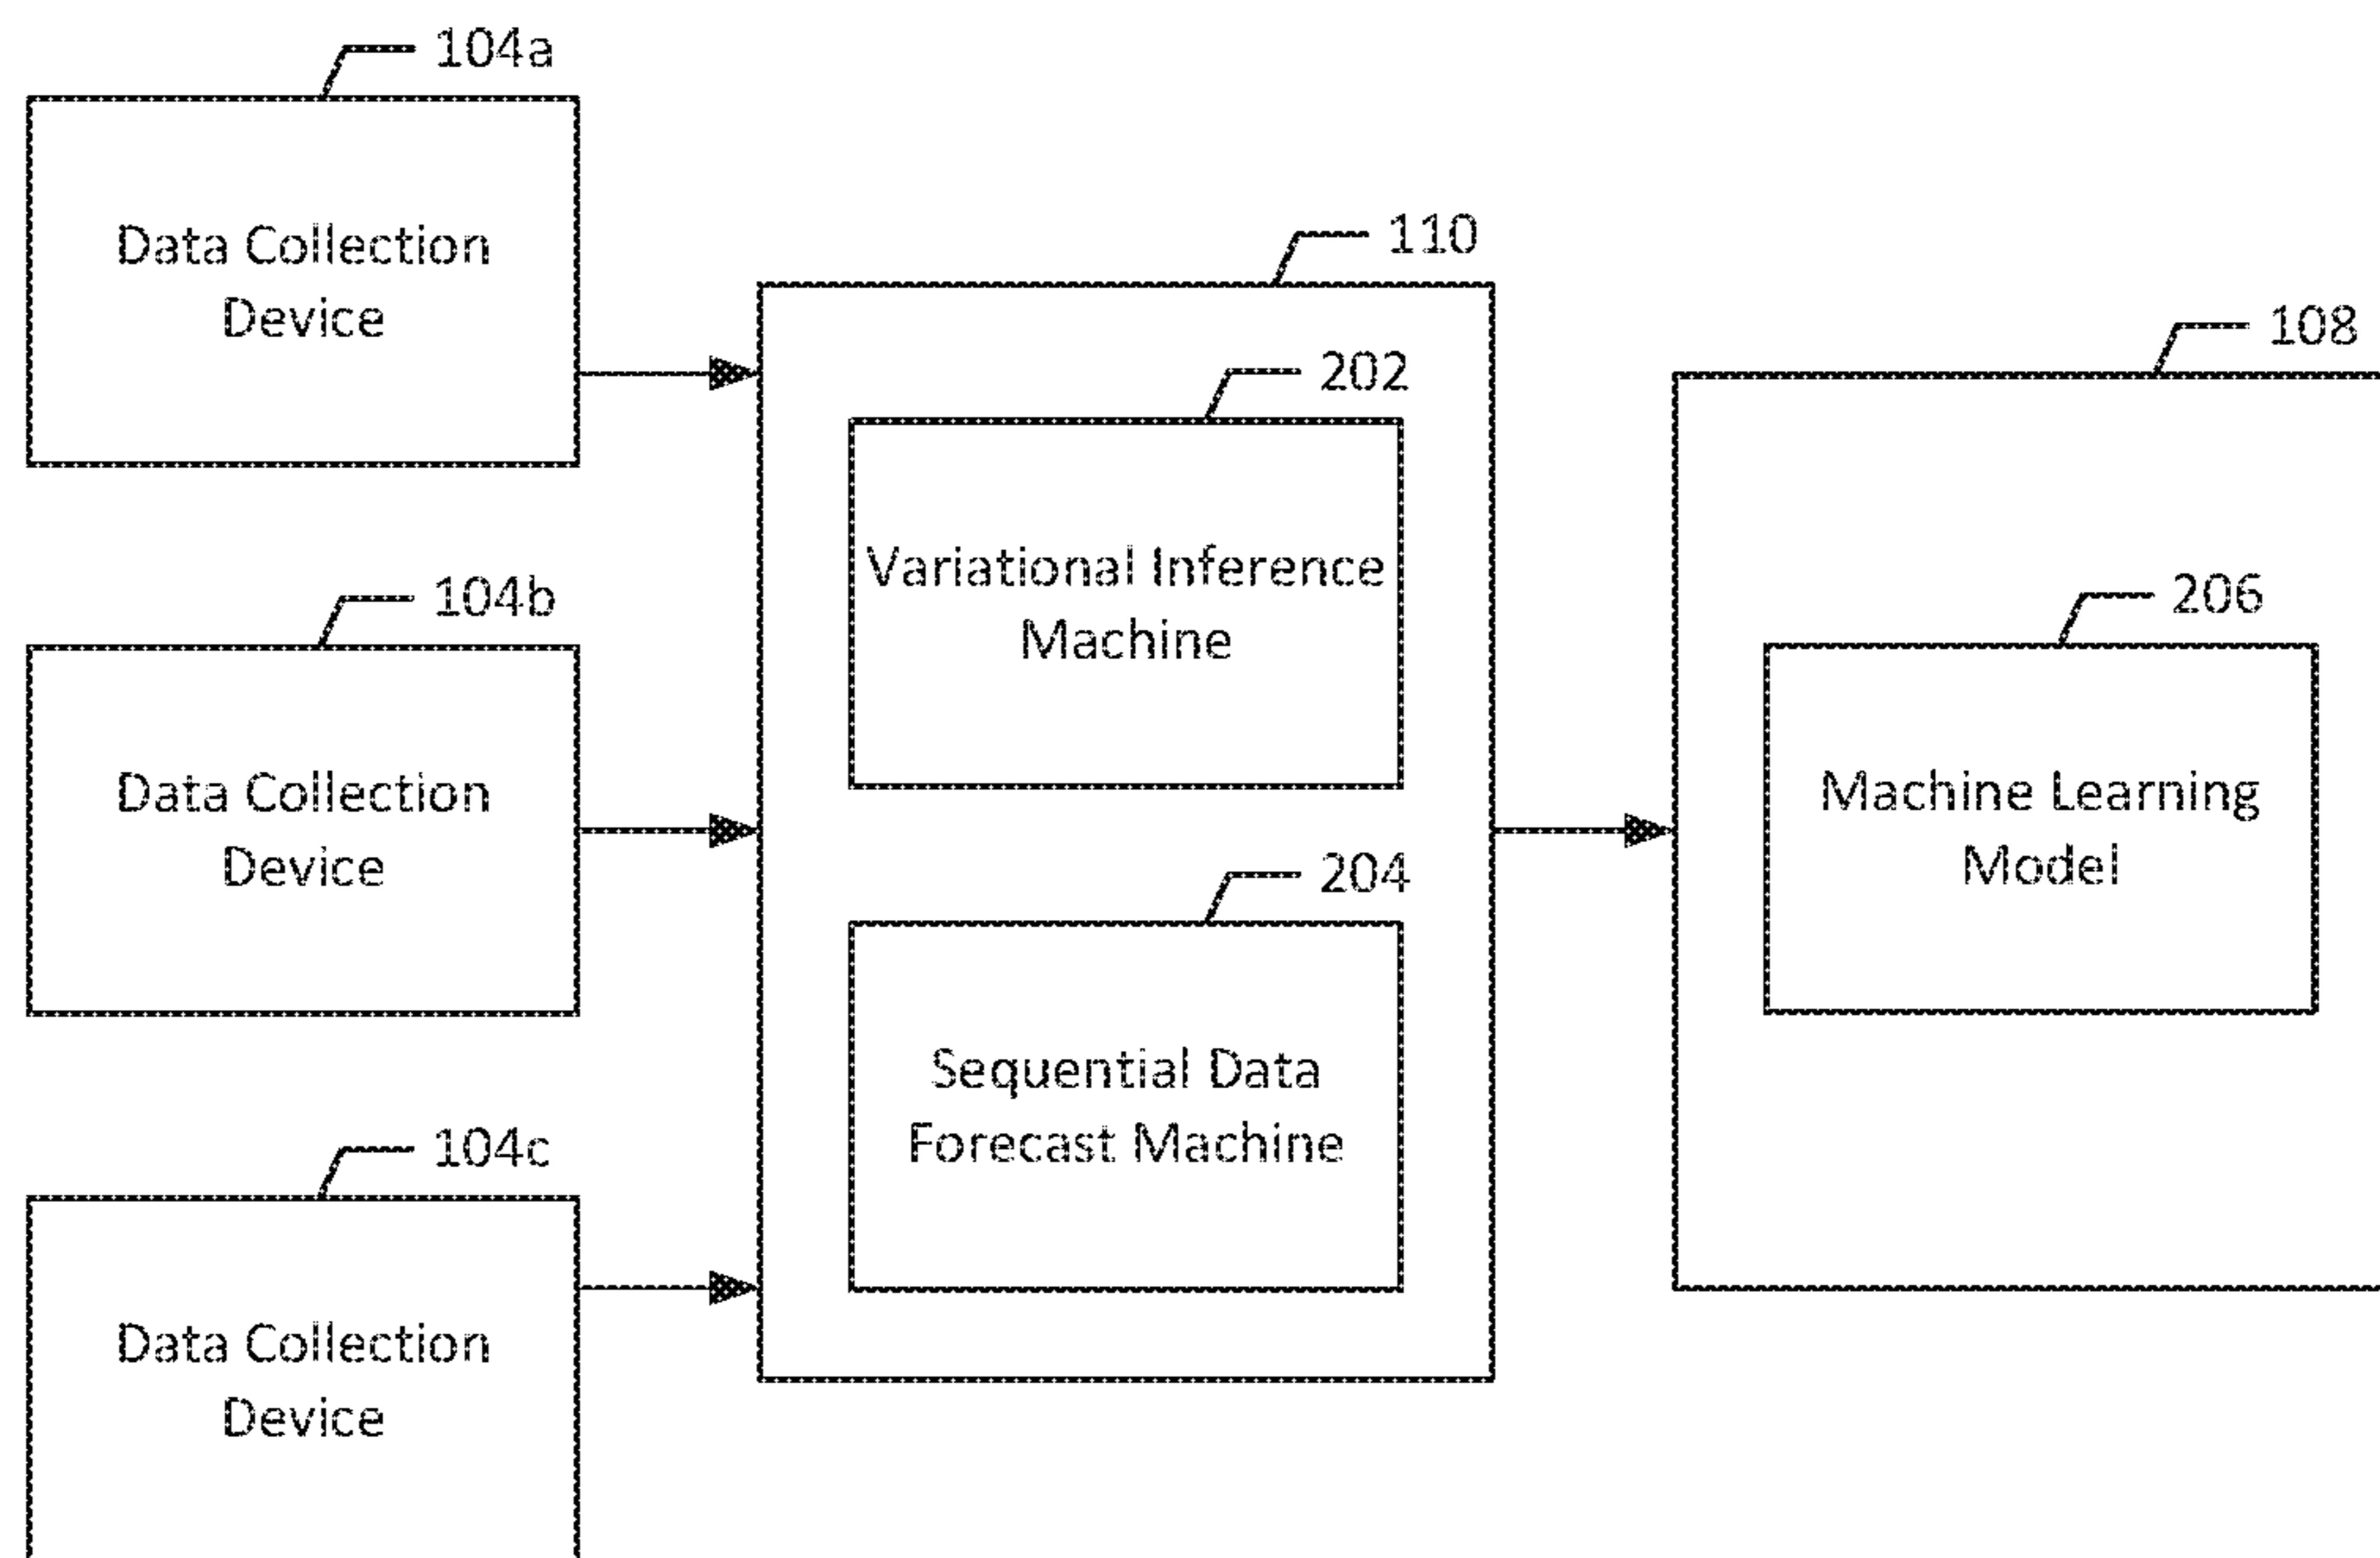 104a
Data Collection
Device
110
108
202
Variational Inference
Machine
104b
Data Collection
Device
206
Machine Learning
Model
204
Sequential Data
Forecast Machine
104c
Data Collection
Device